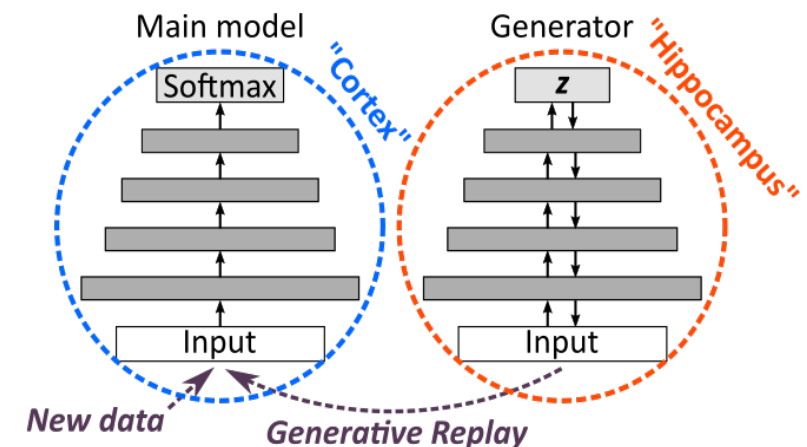 Main model
Generator
"Cortex"
"Hippocampus"
Softmax
z
Input
Input
New data
Generative Replay